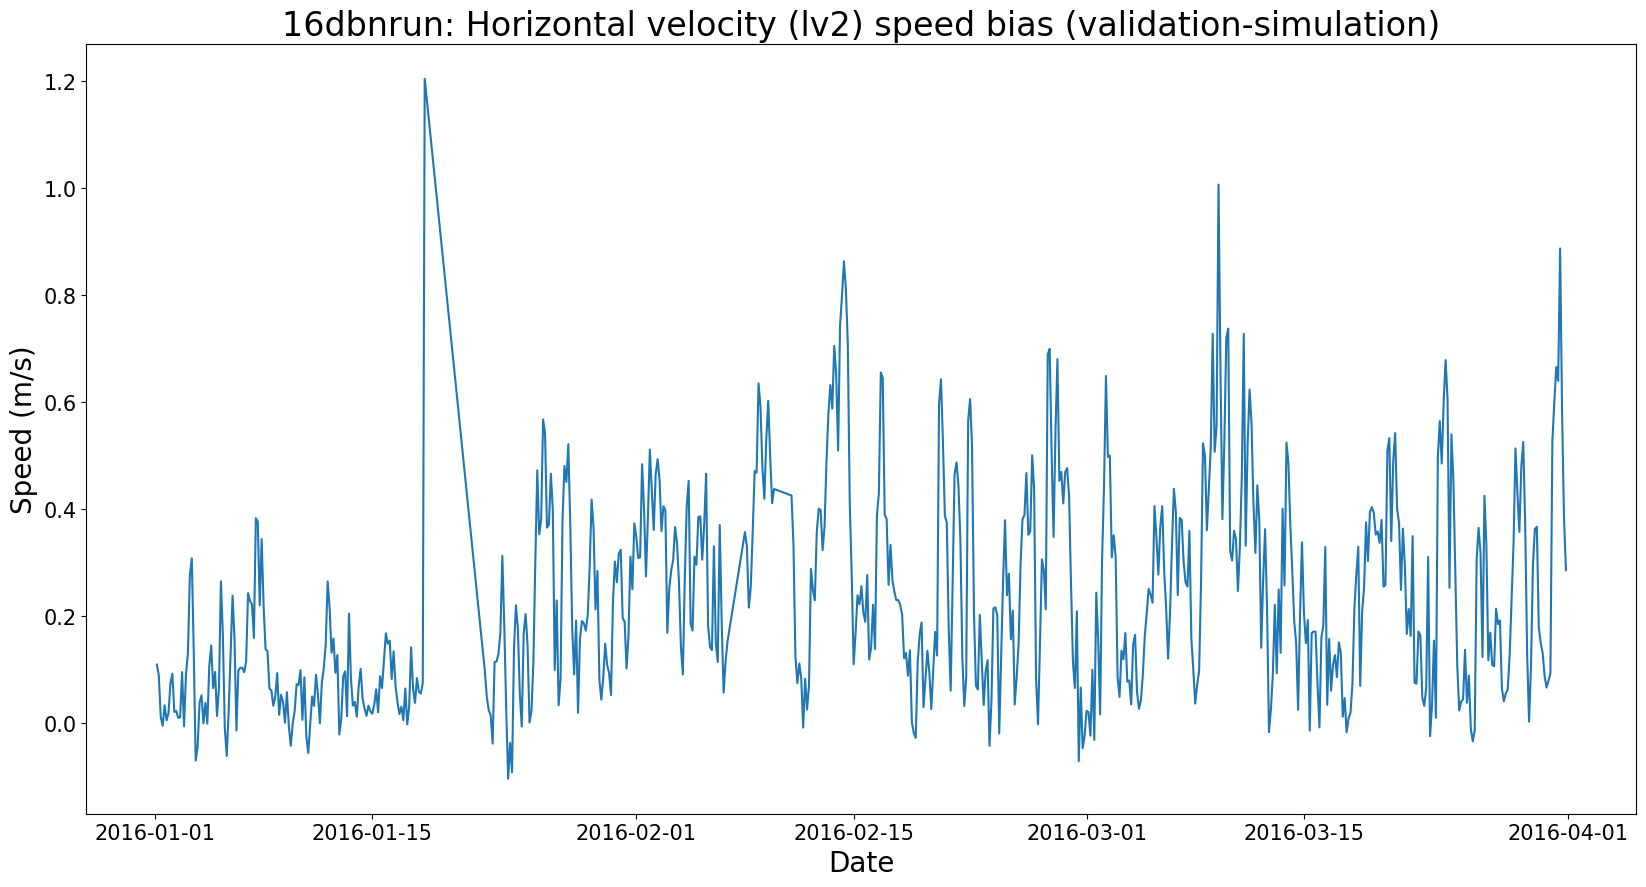 16dbnrun: Horizontal velocity (lv2) speed bias (validation-simulation)
Speed (m/s)
1.2
1.0
0.8
0.6
0.4
0.2
0.0
2016-01-01 2016-01-15 2016-02-01 2016-02-15 2016-03-01 2016-03-15 2016-04-01
Date